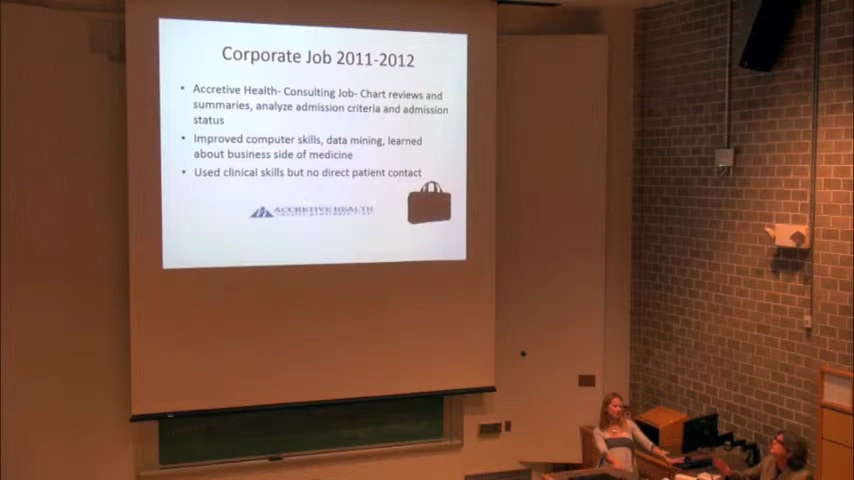 Corporate Job 2011-2012
• Accretive Health- Consulting Job- Chart reviews and
summaries, analyze admission criteria and admission
status
• Improved computer skills, data mining, learned
about business side of medicine
• Used clinical skills but no direct patient contact
ACCRETIVE HEALTH